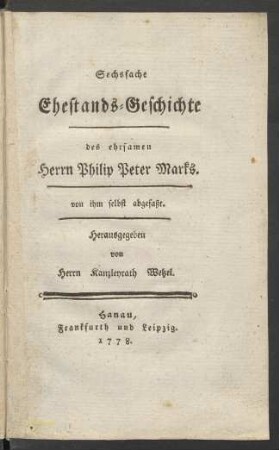 Sechsfache
Ehestands-Geschichte
des ehrsamen
Herrn Philip Peter Marks.
von ihm selbst abgefaßt.
Herausgegeben
von
Herrn Kanzleyrath Wetzel.
Hanau,
Frankfurth und Leipzig.
1778.